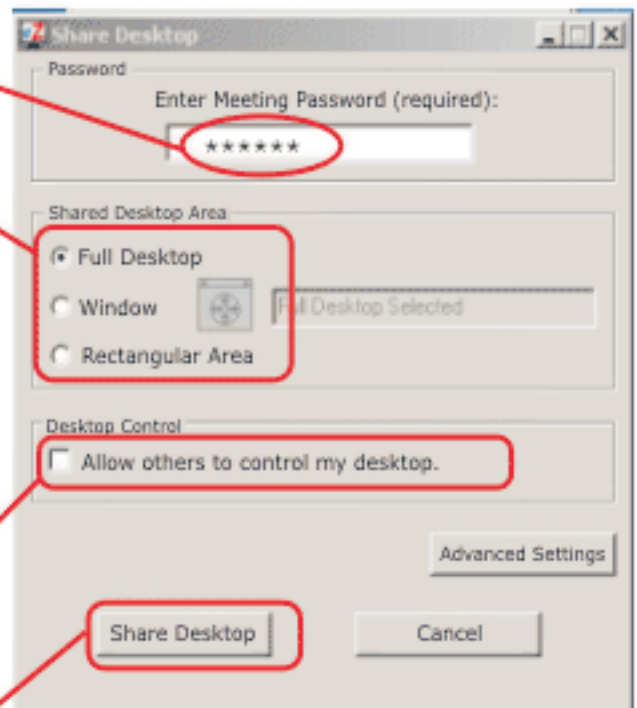 Share Desktop
Password
Enter Meeting Password (required):
******
Shared Desktop Area
Full Desktop
Window
Full Desktop Selected
Rectangular Area
Desktop Control
Allow others to control my desktop.
Advanced Settings
Share Desktop
Cancel